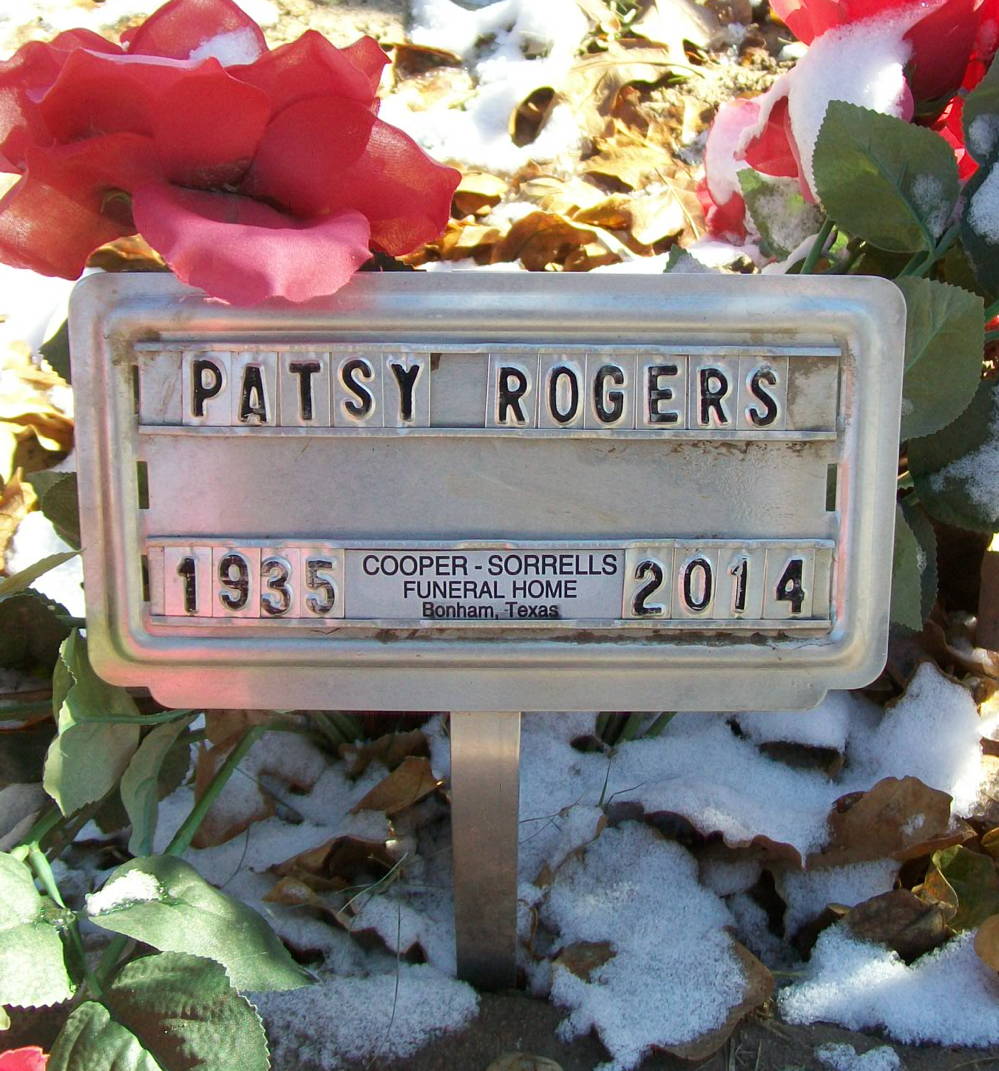 PATSY ROGERS
1935 COOPER - SORRELLS 2014
FUNERAL HOME
Bonham, Texas